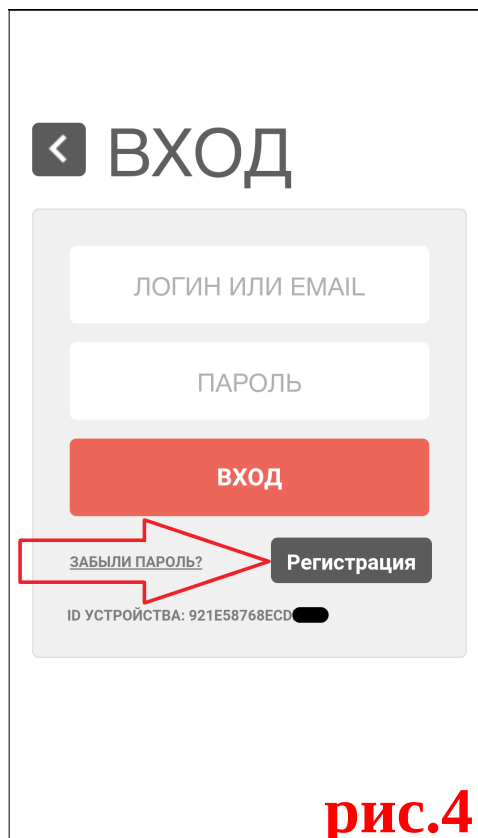 ВХОД
ЛОГИН ИЛИ EMAIL
ПАРОЛЬ
ВХОД
ЗАБЫЛИ ПАРОЛЬ? Регистрация
ID УСТРОЙСТВА: 921E58768ECD
рис.4